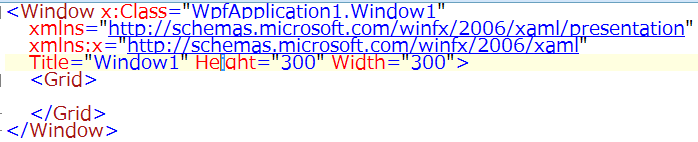 <Window x:Class="WpfApplication1.Window1"
xmlns="http://schemas.microsoft.com/winfx/2006/xaml/presentation"
xmlns:x="http://schemas.microsoft.com/winfx/2006/xaml"
Title="Window1" Height="300" Width="300">
<Grid>
</Grid>
</Window>